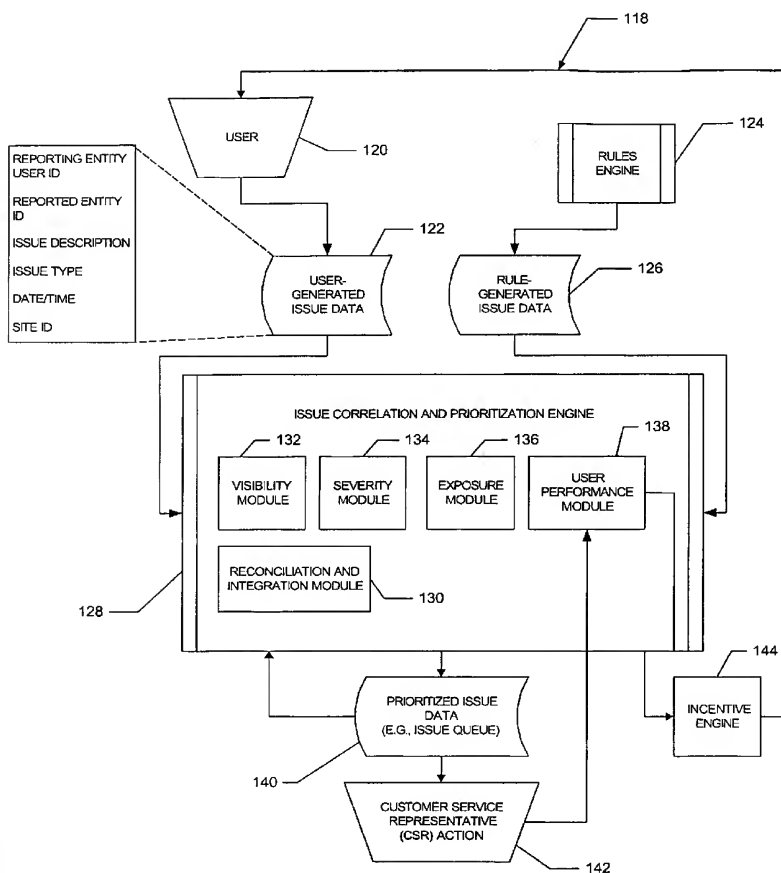 118
USER
120
RULES
ENGINE
124
REPORTING ENTITY
USER ID
REPORTED ENTITY
ID
ISSUE DESCRIPTION
ISSUE TYPE
DATE/TIME
SITE ID
122
USER-
GENERATED
ISSUE DATA
RULE-
GENERATED
ISSUE DATA
126
ISSUE CORRELATION AND PRIORITIZATION ENGINE
132
134
136
138
VISIBILITY
MODULE
SEVERITY
MODULE
EXPOSURE
MODULE
USER
PERFORMANCE
MODULE
RECONCILIATION AND
INTEGRATION MODULE
130
128
144
PRIORITIZED ISSUE
DATA
(E.G., ISSUE QUEUE)
INCENTIVE
ENGINE
140
CUSTOMER SERVICE
REPRESENTATIVE
(CSR) ACTION
142